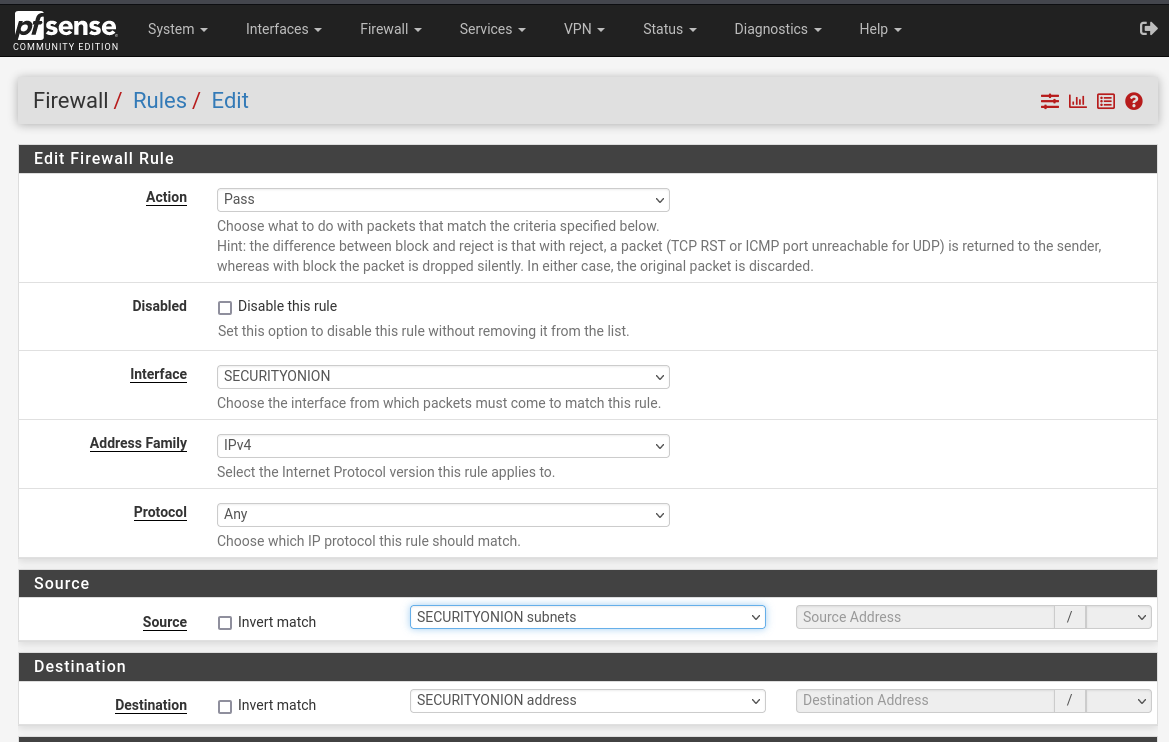 pfsense
COMMUNITY EDITION
System Interfaces Firewall Services VPN Status Diagnostics Help
Firewall / Rules / Edit
Edit Firewall Rule
Action Pass
Choose what to do with packets that match the criteria specified below.
Hint: the difference between block and reject is that with reject, a packet (TCP RST or ICMP port unreachable for UDP) is returned to the sender,
whereas with block the packet is dropped silently. In either case, the original packet is discarded.
Disabled Disable this rule
Set this option to disable this rule without removing it from the list.
Interface SECURITYONION
Choose the interface from which packets must come to match this rule.
Address Family IPv4
Select the Internet Protocol version this rule applies to.
Protocol Any
Choose which IP protocol this rule should match.
Source
Source Invert match SECURITYONION subnets Source Address /
Destination
Destination Invert match SECURITYONION address Destination Address /